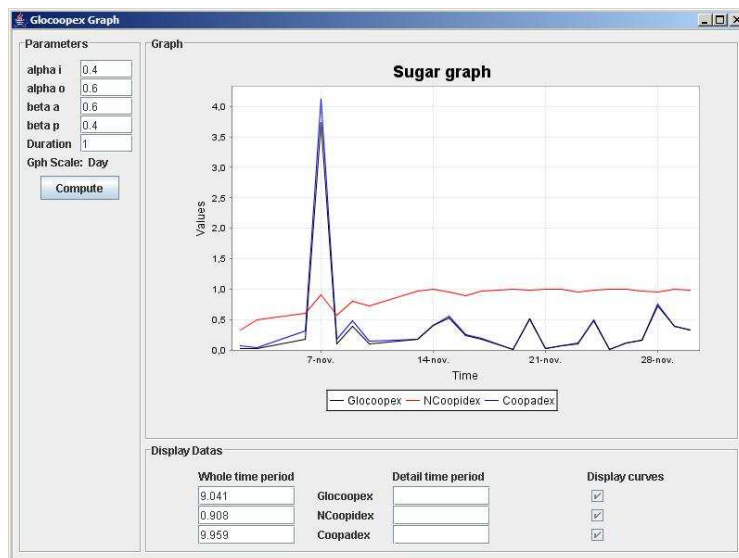 Glocoopex Graph
Parameters
alpha i 0.4
alpha o 0.6
beta a 0.6
beta p 0.4
Duration 1
Gph Scale: Day
Compute
Graph
Sugar graph
Values
4,0
3,5
3,0
2,5
2,0
1,5
1,0
0,5
0,0
7-nov. 14-nov. 21-nov. 28-nov.
Time
Glocoopex NCoopidex Coopadex
Display Datas
Whole time period Detail time period Display curves
9.041 Glocoopex
0.908 NCoopidex
9.959 Coopadex